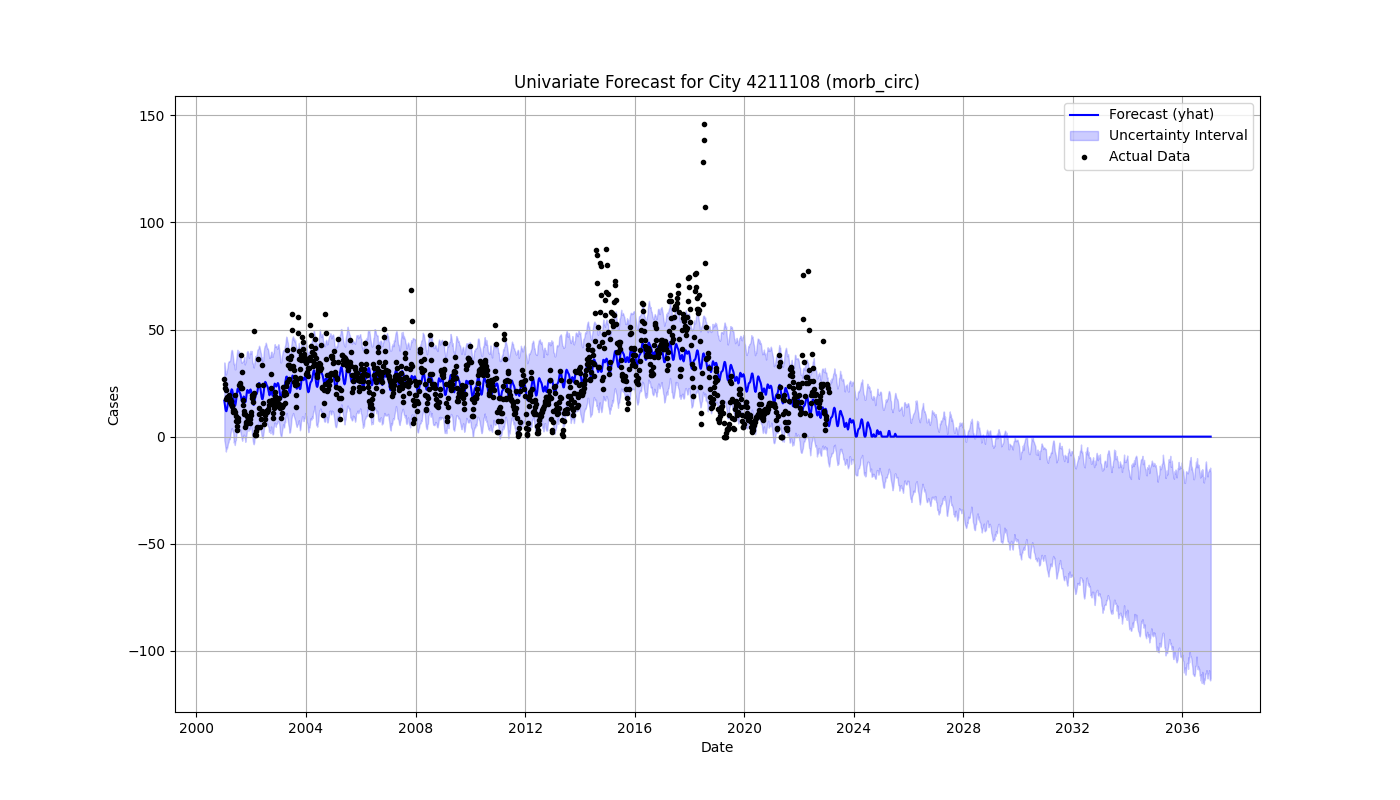 Univariate Forecast for City 4211108 (morb_circ)
Forecast (yhat)
Uncertainty Interval
Actual Data
150
100
50
0
−50
−100
Cases
2000 2004 2008 2012 2016 2020 2024 2028 2032 2036
Date